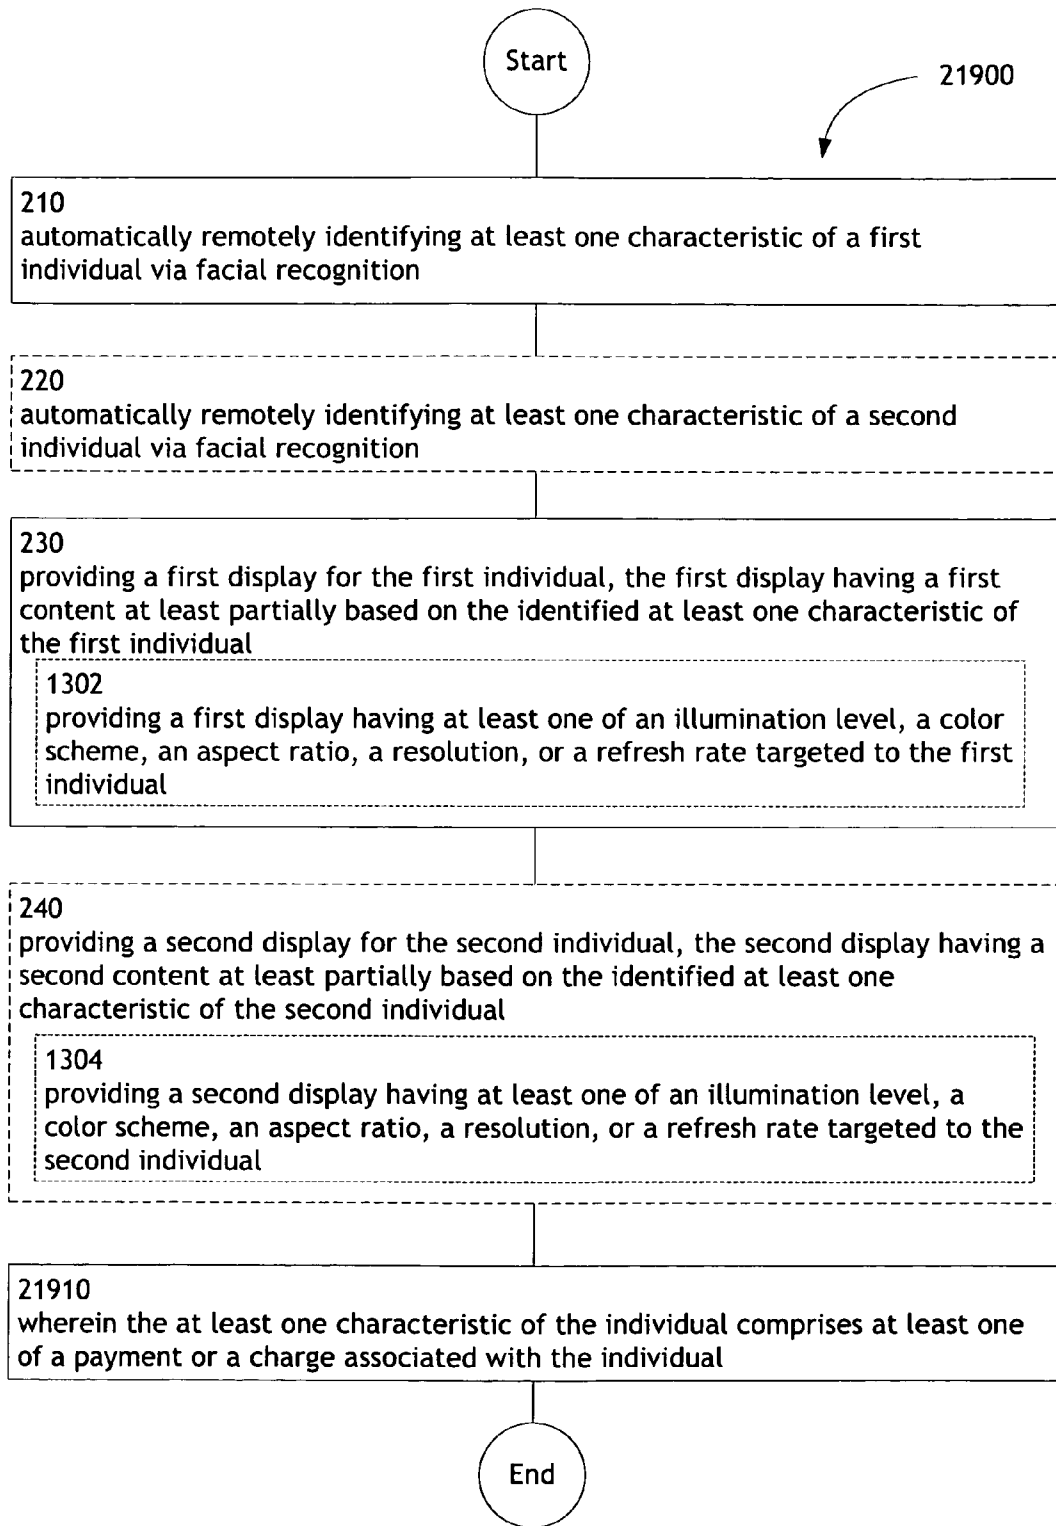 Start
21900
210
automatically remotely identifying at least one characteristic of a first
individual via facial recognition
220
automatically remotely identifying at least one characteristic of a second
individual via facial recognition
230
providing a first display for the first individual, the first display having a first
content at least partially based on the identified at least one characteristic of
the first individual
1302
providing a first display having at least one of an illumination level, a color
scheme, an aspect ratio, a resolution, or a refresh rate targeted to the first
individual
240
providing a second display for the second individual, the second display having a
second content at least partially based on the identified at least one
characteristic of the second individual
1304
providing a second display having at least one of an illumination level, a
color scheme, an aspect ratio, a resolution, or a refresh rate targeted to the
second individual
21910
wherein the at least one characteristic of the individual comprises at least one
of a payment or a charge associated with the individual
End